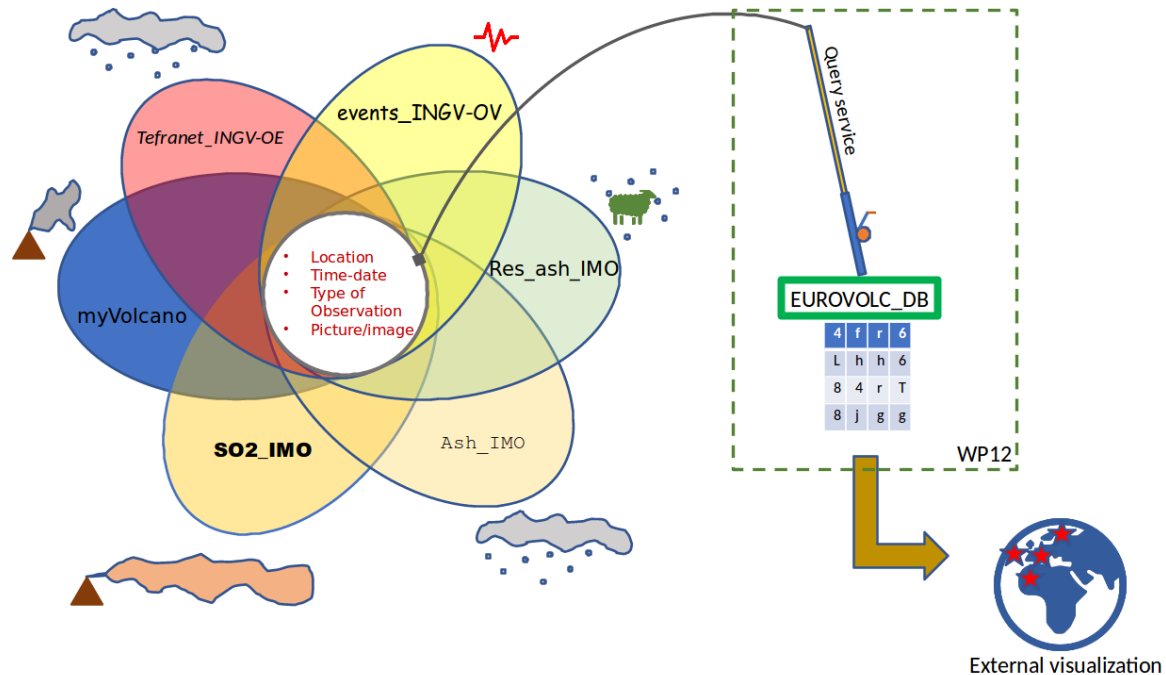 events_INGV-OV
Tefranet_INGV-OE
Res_ash_IMO
myVolcano
SO2_IMO
Ash_IMO
• Location
• Time-date
• Type of
Observation
• Picture/image
Query service
EUROVOLC_DB
4 f r 6
L h h 6
8 4 r T
8 j g g
WP12
External visualization